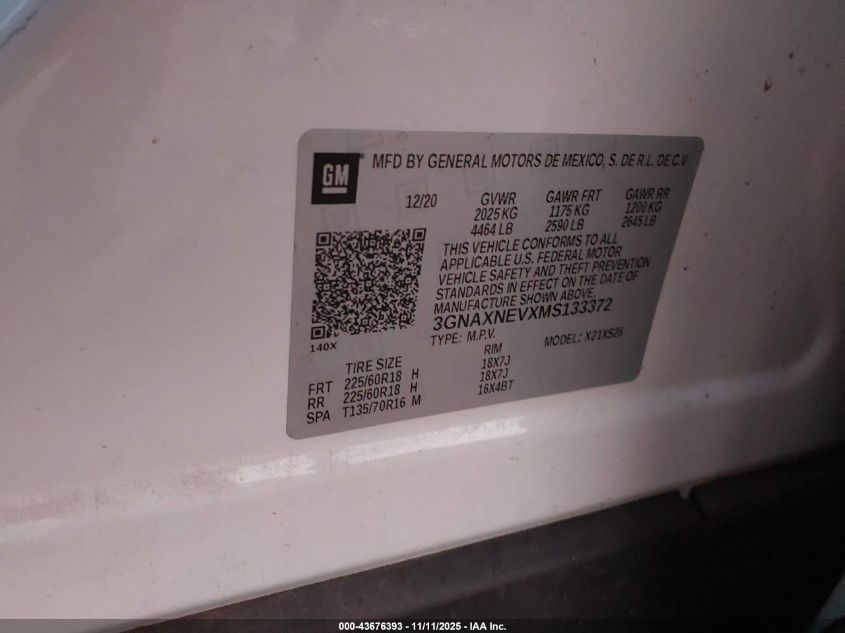 GM
MFD BY GENERAL MOTORS DE MEXICO, S. DE R.L. DE C.V.
12/20 GVWR GAWR FRT GAWR RR
2025 KG 1175 KG 1200 KG
4464 LB 2590 LB 2645 LB
THIS VEHICLE CONFORMS TO ALL
APPLICABLE U.S. FEDERAL MOTOR
VEHICLE SAFETY AND THEFT PREVENTION
STANDARDS IN EFFECT ON THE DATE OF
MANUFACTURE SHOWN ABOVE.
3GNAXNEVXMS133372
140X
TYPE: M.P.V. MODEL: X21XS26
TIRE SIZE RIM
FRT 225/60R18 H 18X7J
RR 225/60R18 H 18X7J
SPA T135/70R16 M 16X4BT
000-43676393 - 11/11/2025 - IAA Inc.